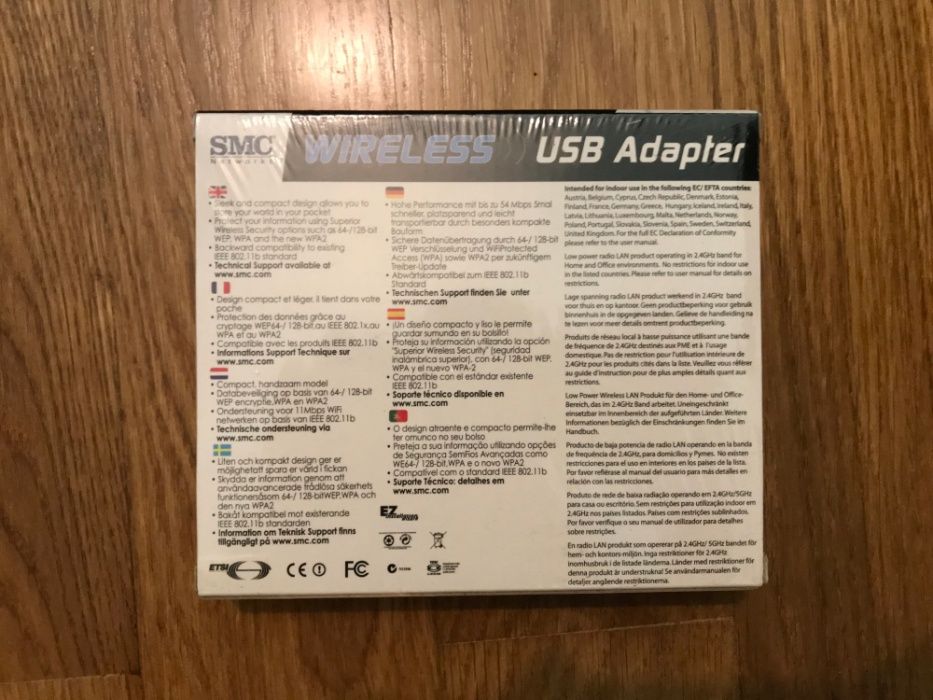 SMC
Networks
WIRELESS USB Adapter
• Sleek and compact design allows you to
store your world in your pocket
• Protect your information using Superior
Wireless Security options such as 64-/128-bit
WEP, WPA and the new WPA2
• Backward compatibility to existing
IEEE 802.11b standard
• Technical Support available at
www.smc.com
• Design compact et léger, il tient dans votre
poche
• Protection des données grâce au
cryptage WEP64-/ 128-bit,au IEEE 802.1x,au
WPA et au WPA2
• Compatible avec les produits IEEE 802.11b
• Informations Support Technique sur
www.smc.com
• Compact, handzaam model
• Databeveiliging op basis van 64-/ 128-bit
WEP encryptie,WPA en WPA2
• Ondersteuning voor 11Mbps WiFi
netwerken op basis van IEEE 802.11b
• Technische ondersteuning via
www.smc.com
• Liten och kompakt design ger er
möjlighetatt spara er värld i fickan
• Skydda er information genom att
användaavancerade trådlösa säkerhets
funktionersåsom 64-/ 128-bitWEP,WPA och
den nya WPA2
• Bakåt kompatibel mot existerande
IEEE 802.11b standarden
• Information om Teknisk Support finns
tillgängligt på www.smc.com
• Hohe Performance mit bis zu 54 Mbps 5mal
schneller, platzsparend und leicht
transportierbar durch besonders kompakte
Bauform
• Sichere Datenübertragung durch 64-/ 128-bit
WEP Verschlüsselung und WiFiProtected
Access (WPA) sowie WPA2 per zukünftigem
Treiber-Update
• Abwärtskompatibel zum IEEE 802.11b
Standard
• Technischen Support finden Sie unter
www.smc.com
• ¡Un diseño compacto y liso le permite
guardar sumundo en su bolsillo!
• Proteja su información utilizando la opción
"Superior Wireless Security" (seguridad
inalámbrica superior), con 64-/ 128-bit WEP,
WPA y el nuevo WPA-2
• Compatible con el estándar existente
IEEE 802.11b
• Soporte técnico disponible en
www.smc.com
• O design atraente e compacto permite-lhe
ter omunco no seu bolso
• Preteja a sua informação utilizando opções
de Segurança SemFios Avançadas como
WE64-/ 128-bit,WPA e o novo WPA2
• Compatível com o standard IEEE 802.11b
• Suporte Técnico: detalhes em
www.smc.com
EZ
ETSI CE FC
Intended for indoor use in the following EC/ EFTA countries:
Austria, Belgium, Cyprus, Czech Republic, Denmark, Estonia,
Finland, France, Germany, Greece, Hungary, Iceland, Ireland, Italy,
Latvia, Lithuania, Luxembourg, Malta, Netherlands, Norway,
Poland, Portugal, Slovakia, Slovenia, Spain, Sweden, Switzerland,
United Kingdom. For the full EC Declaration of Conformity
please refer to the user manual.
Low power radio LAN product operating in 2.4GHz band for
Home and Office environments. No restrictions for indoor use
in the listed countries. Please refer to user manual for details on
restrictions.
Lage spanning radio LAN product werkend in 2.4GHz band
voor thuis en op kantoor. Geen productbeperking voor gebruik
binnenhuis in de opgegeven landen. Gelieve de handleiding na
te lezen voor meer details omtrent productbeperking.
Produits de réseau local à basse puissance utilisant une bande
de fréquence de 2.4GHz destinés aux PME et à l'usage
domestique. Pas de restriction pour l'utilisation intérieure de
2.4GHz pour les produits cités dans la liste. Veuillez vous référer
au guide d'instruction pour de plus amples détails quant aux
restrictions.
Low Power Wireless LAN Produkt für den Home- und Office-
Bereich, das im 2.4GHz Band arbeitet. Uneingeschränkt
einsetzbar im Innenbereich der aufgeführten Länder. Weitere
Informationen bezüglich der Einschränkungen finden Sie im
Handbuch.
Producto de baja potencia de radio LAN operando en la banda
de frequência de 2.4GHz, para domicilios y Pymes. No existen
restricciones para el uso en interiores en los países de la lista.
Por favor refiérase al manual del usuario para más detalles en
relación con las restricciones.
Produto de rede de baixa radiação operando em 2.4GHz/5GHz
para casa ou escritório. Sem restrições para utilização indoor em
2.4GHz nos países listados. Países com restrições sublinhados.
Por favor verifique o seu manual de utilizador para detalhes
sobre restrições.
En radio LAN produkt som opererar på 2.4GHz/ 5GHz bandet för
hem- och kontors-miljön. Inga restriktioner för 2.4GHz
inomhusbruk i de listade länderna. Länder med restriktioner för
denna produkt är understrukna! Se användarmanualen för
detaljer angående restriktionerna.